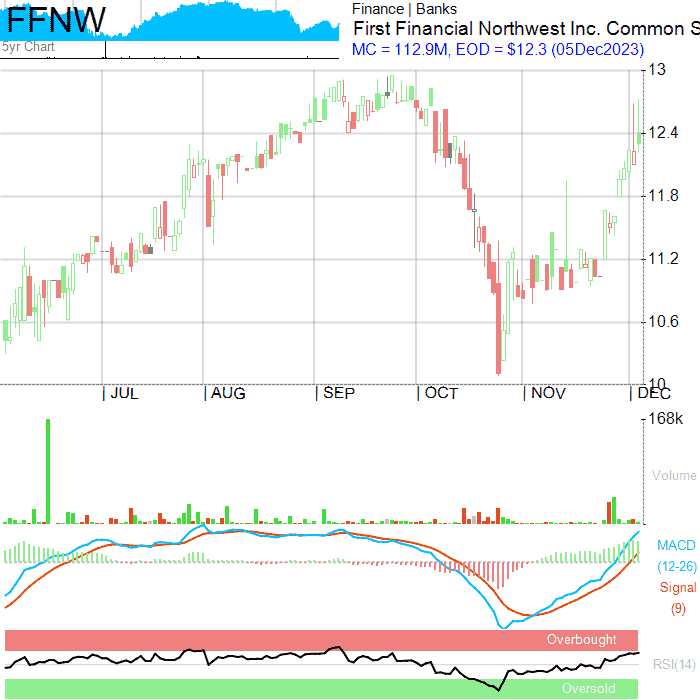 FFNW
5yr Chart
Finance | Banks
First Financial Northwest Inc. Common S
MC = 112.9M, EOD = $12.3 (05Dec2023)
13
12.4
11.8
11.2
10.6
10
| JUL | AUG | SEP | OCT | NOV | DEC
168k
Volume
MACD
(12-26)
Signal
(9)
Overbought
RSI(14)
Oversold